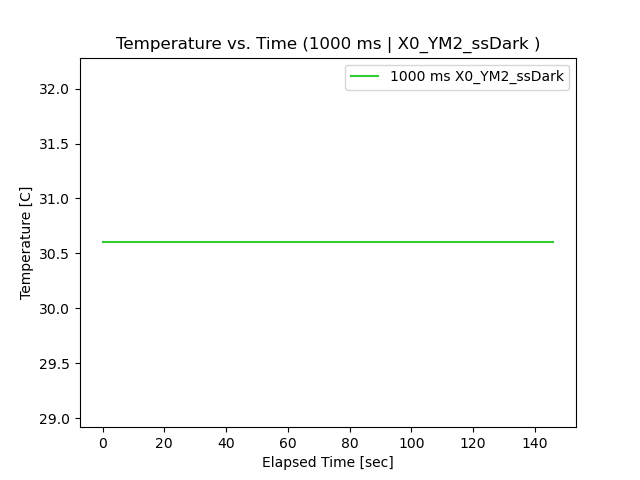 Temperature vs. Time (1000 ms | X0_YM2_ssDark )
1000 ms X0_YM2_ssDark
32.0
31.5
31.0
30.5
30.0
29.5
29.0
Temperature [C]
0 20 40 60 80 100 120 140
Elapsed Time [sec]